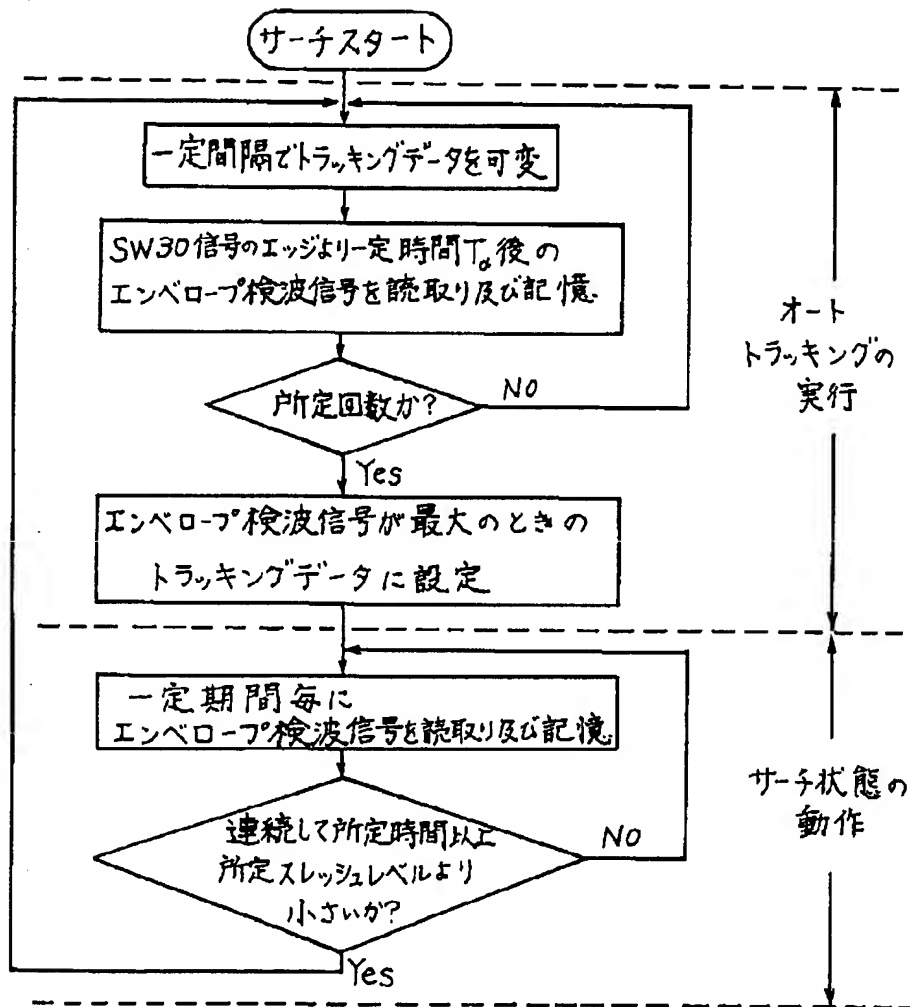 サーチスタート
一定間隔でトラッキングデータを可変
SW30信号のエッジより一定時間Td後の
エンベロープ検波信号を読取り及び記憶.
所定回数か?
NO
Yes
エンベロープ検波信号が最大のときの
トラッキングデータに設定
オート
トラッキングの
実行
一定期間毎に
エンベロープ検波信号を読取り及び記憶.
連続して所定時間以上
所定スレッシュレベルより
小さいか?
NO
Yes
サーチ状態の
動作